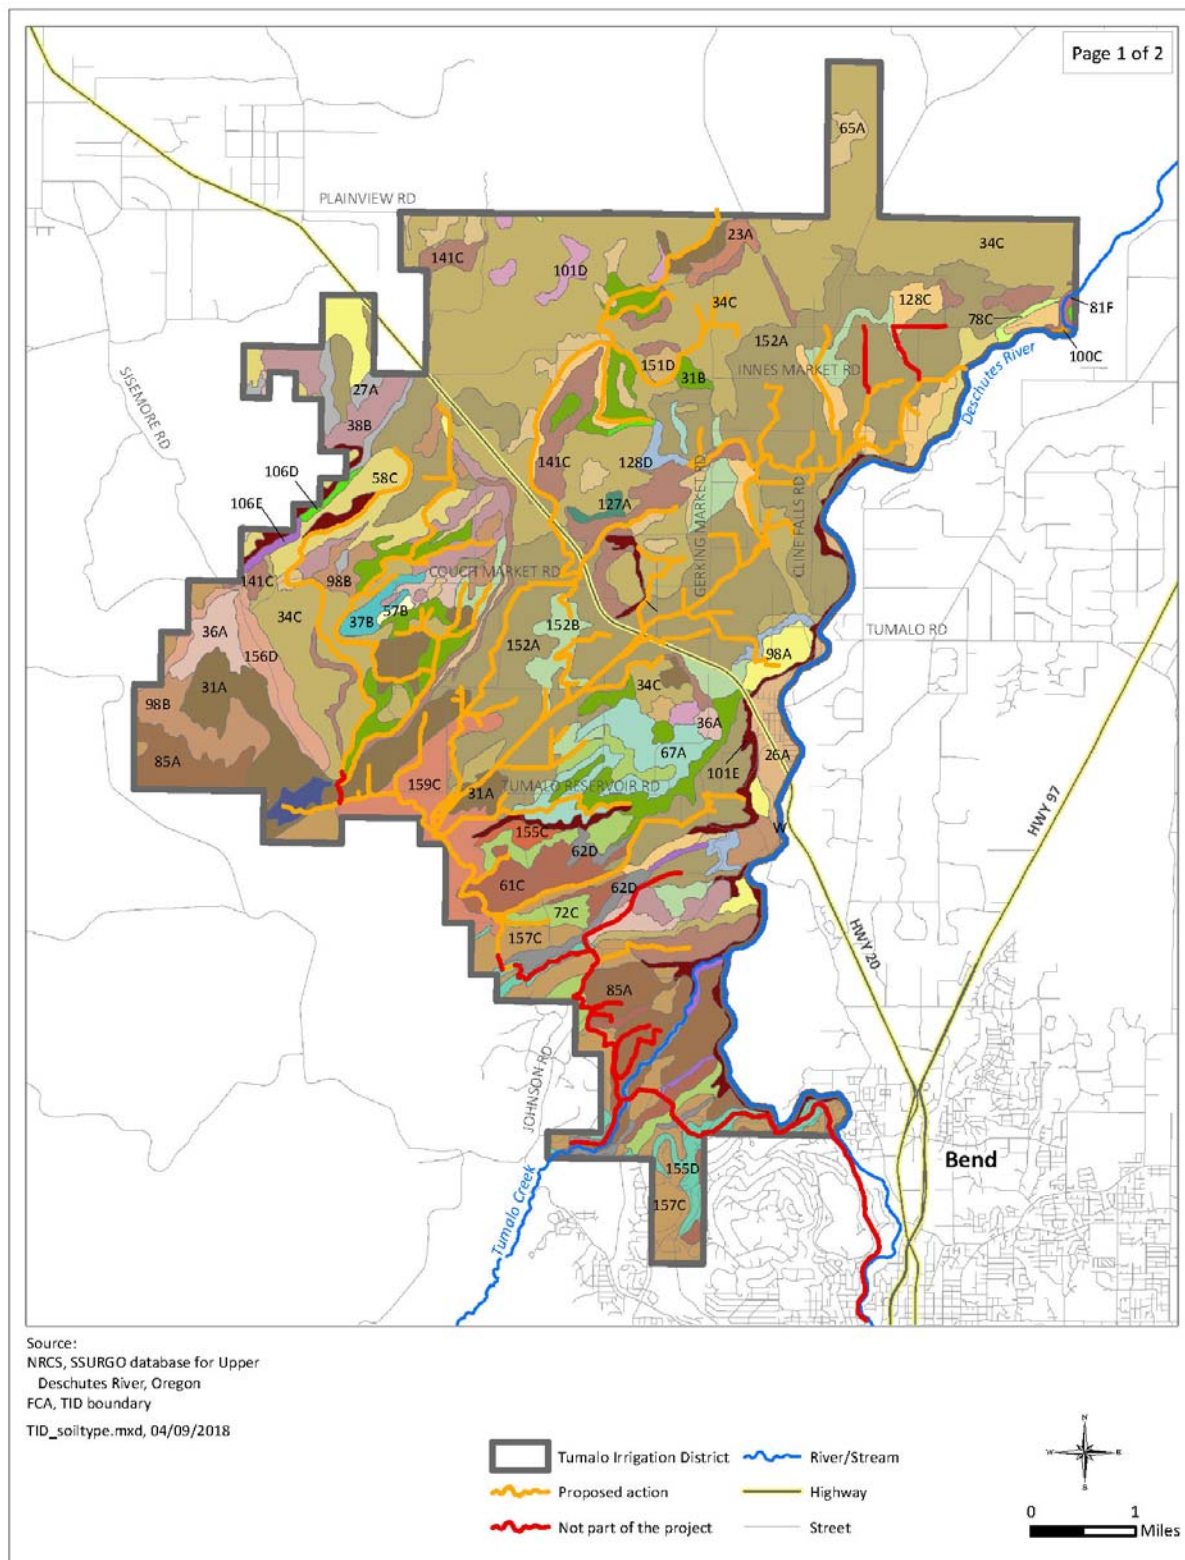 Page 1 of 2
65A
PLAINVIEW RD
23A
141C
101D
34C
81F
34C
128C
78C
152A
100C
151D
31B
INNES MARKET RD
SISEMORE RD
27A
Deschutes River
38B
141C
128D
106D
58C
GERKING MARKET RD
106E
127A
CLINE FALLS RD
COUCH MARKET RD
141C
98B
34C
57B
37B
152B
TUMALO RD
36A
152A
98A
156D
34C
31A
36A
98B
67A
26A
85A
101E
159C
31A
TUMALO RESERVOIR RD
HWY 97
W
155C
62D
61C
62D
72C
157C
HWY 20
85A
JOHNSON RD
Bend
155D
157C
Tumalo Creek
Source:
NRCS, SSURGO database for Upper
Deschutes River, Oregon
FCA, TID boundary
TID_soiltype.mxd, 04/09/2018
Tumalo Irrigation District
River/Stream
Proposed action
Highway
Not part of the project
Street
N
W
E
S
0 1
Miles